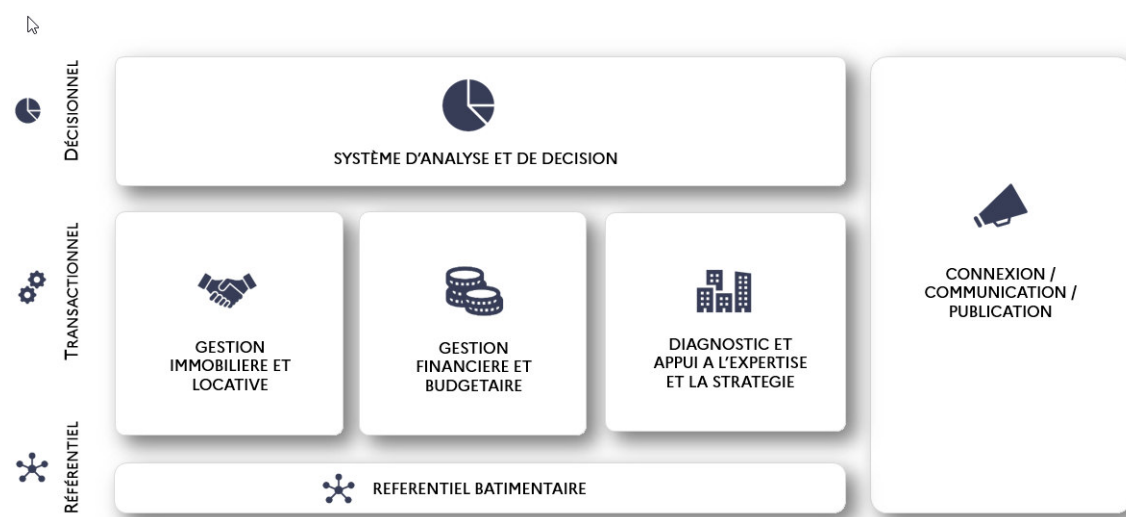 DÉCISIONNEL
SYSTÈME D'ANALYSE ET DE DECISION
TRANSACTIONNEL
GESTION
IMMOBILIERE ET
LOCATIVE
GESTION
FINANCIERE ET
BUDGETAIRE
DIAGNOSTIC ET
APPUI A L'EXPERTISE
ET LA STRATEGIE
CONNEXION /
COMMUNICATION /
PUBLICATION
RÉFÉRENTIEL
REFERENTIEL BATIMENTAIRE